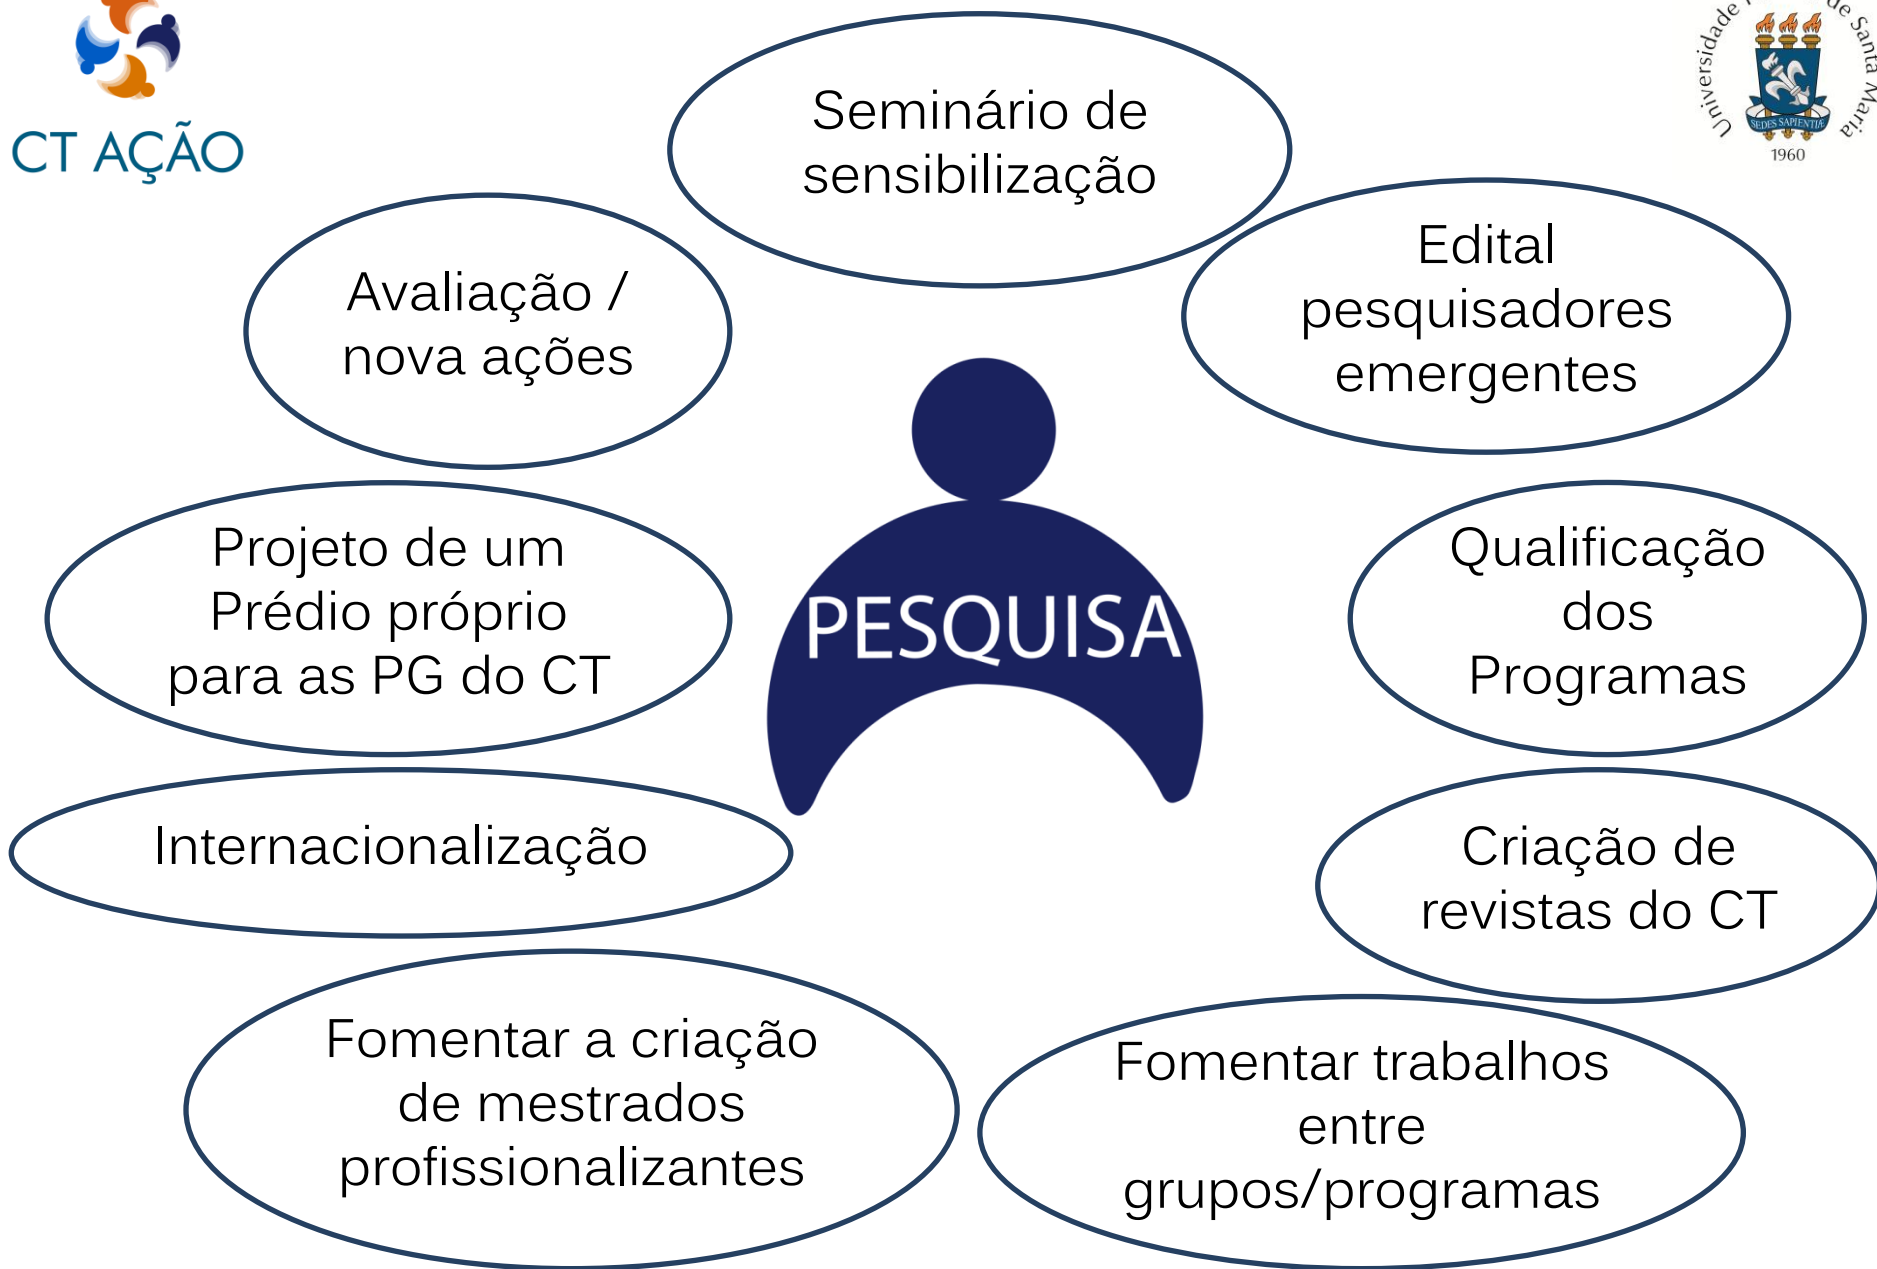 CT AÇÃO
Universidade de Santa Maria
SEDES SAPIENTIÆ
1960
Seminário de
sensibilização
Edital
pesquisadores
emergentes
Avaliação /
nova ações
Qualificação
dos
Programas
Projeto de um
Prédio próprio
para as PG do CT
PESQUISA
Criação de
revistas do CT
Internacionalização
Fomentar trabalhos
entre
grupos/programas
Fomentar a criação
de mestrados
profissionalizantes